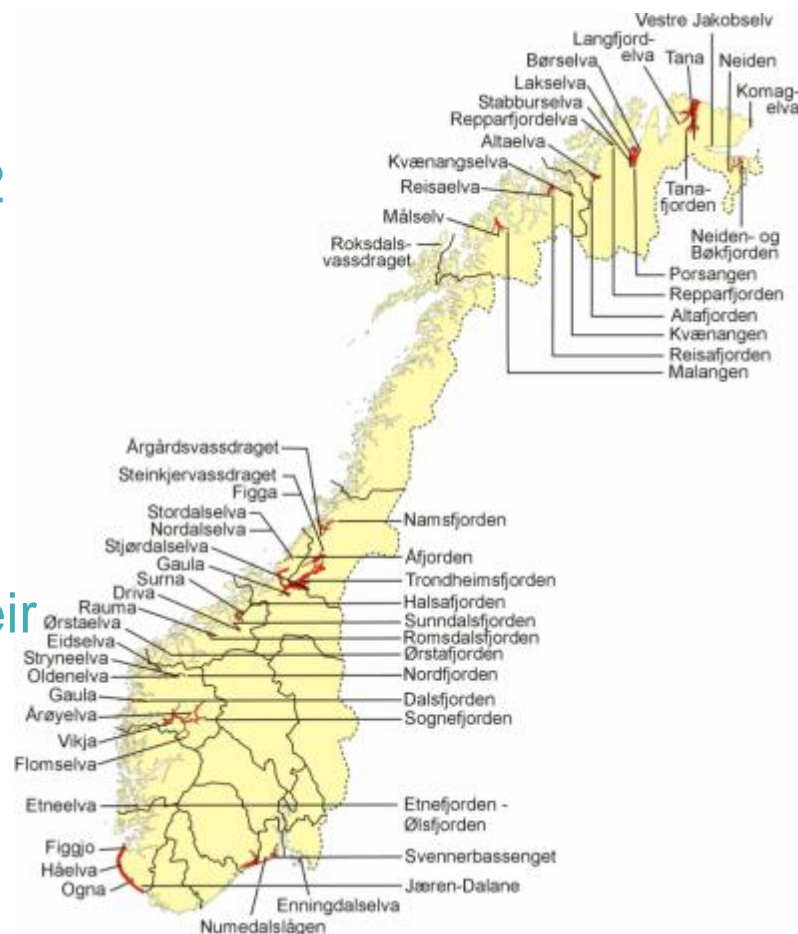 Vestre Jakobselv
Langfjord-
elva
Tana
Neiden
Børselva
Komag-
elva
Lakselva
Stabburselva
Repparfjordelva
Altaelva
Kvænangselva
Reisaelva
Målselv
Roksdals-
vassdraget
Tana-
fjorden
Neiden- og
Bøkfjorden
Porsangen
Repparfjorden
Altafjorden
Kvænangen
Reisafjorden
Malangen
2
Årgårdsvassdraget
Steinkjervassdraget
Figga
Stordalselva
Nordalselva
Stjørdalselva
Gaula
Surna
Driva
Rauma
Ørstaelva
Eidselva
Stryneelva
Oldenelva
Gaula
Årøyelva
Vikja
Flomselva
Etneelva
Figgjo
Håelva
Ogna
eir
Namsfjorden
Åfjorden
Trondheimsfjorden
Halsafjorden
Sunndalsfjorden
Romsdalsfjorden
Ørstafjorden
Nordfjorden
Dalsfjorden
Sognefjorden
Etnefjorden -
Ølsfjorden
Svennerbassenget
Jæren-Dalane
Enningdalselva
Numedalslågen